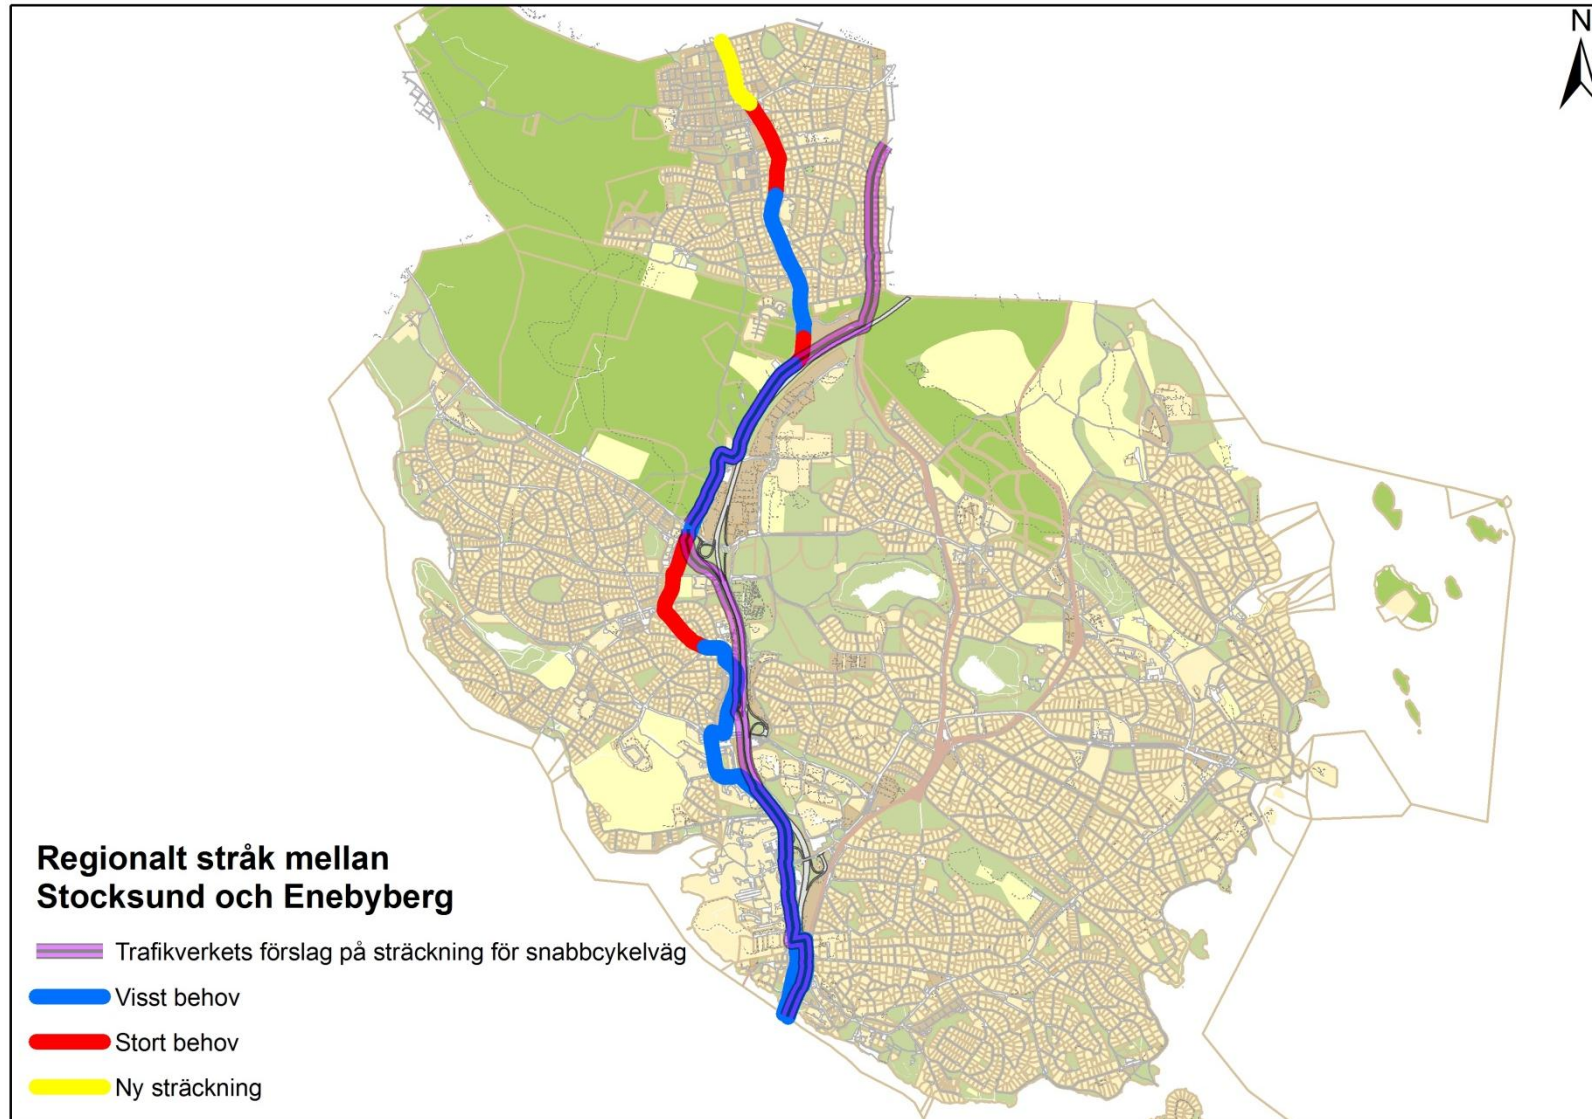 N
Regionalt stråk mellan
Stocksund och Enebyberg
Trafikverkets förslag på sträckning för snabbcykelväg
Visst behov
Stort behov
Ny sträckning